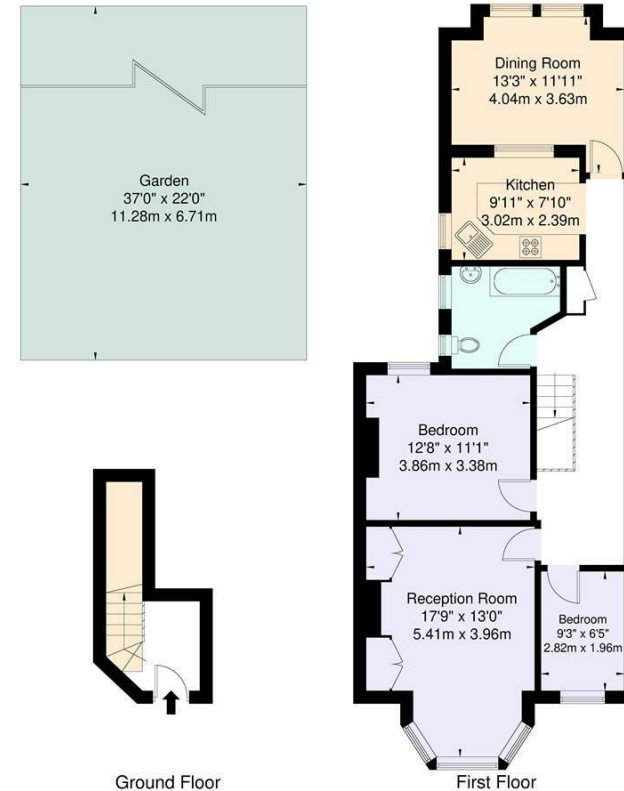 Dining Room
13'3" x 11'11"
4.04m x 3.63m
Kitchen
9'11" x 7'10"
3.02m x 2.39m
Garden
37'0" x 22'0"
11.28m x 6.71m
Bedroom
12'8" x 11'1"
3.86m x 3.38m
Reception Room
17'9" x 13'0"
5.41m x 3.96m
Bedroom
9'3" x 6'5"
2.82m x 1.96m
Ground Floor
First Floor